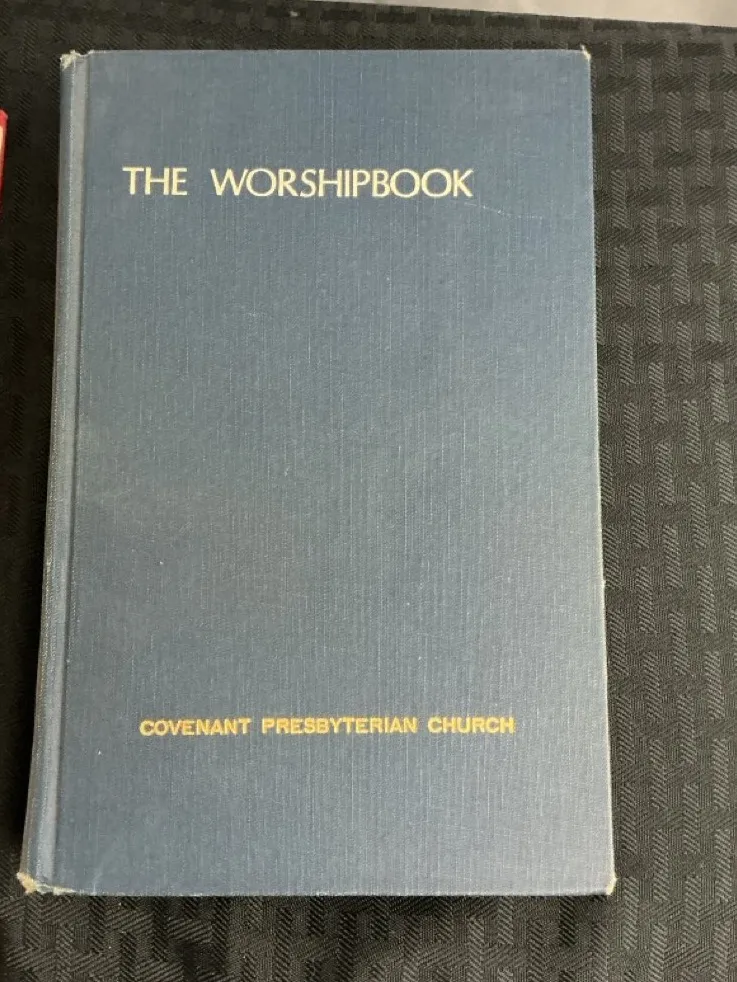 THE WORSHIPBOOK
COVENANT PRESBYTERIAN CHURCH